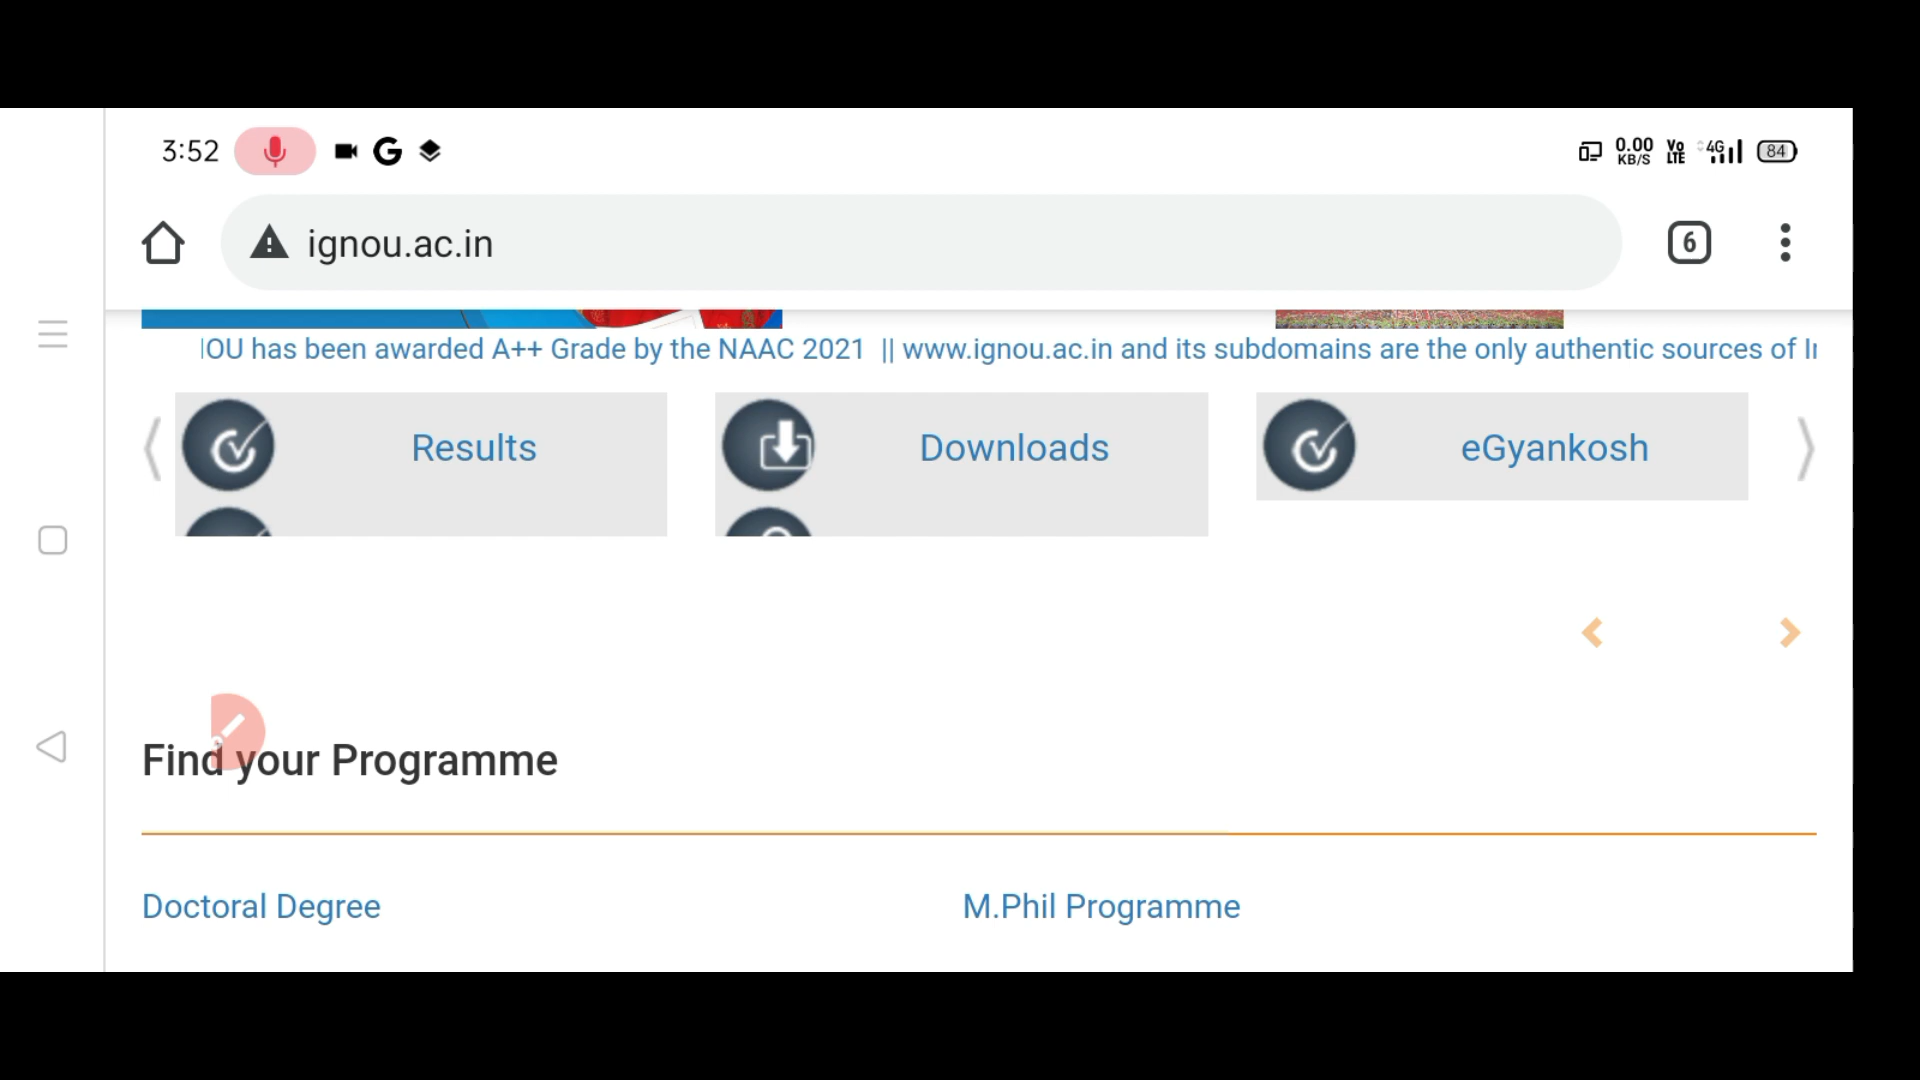 3:52 G 0.00 KB/S Vo LTE 4G 84
ignou.ac.in 6
OU has been awarded A++ Grade by the NAAC 2021 || www.ignou.ac.in and its subdomains are the only authentic sources of
Results Downloads eGyankosh
Find your Programme
Doctoral Degree M.Phil Programme